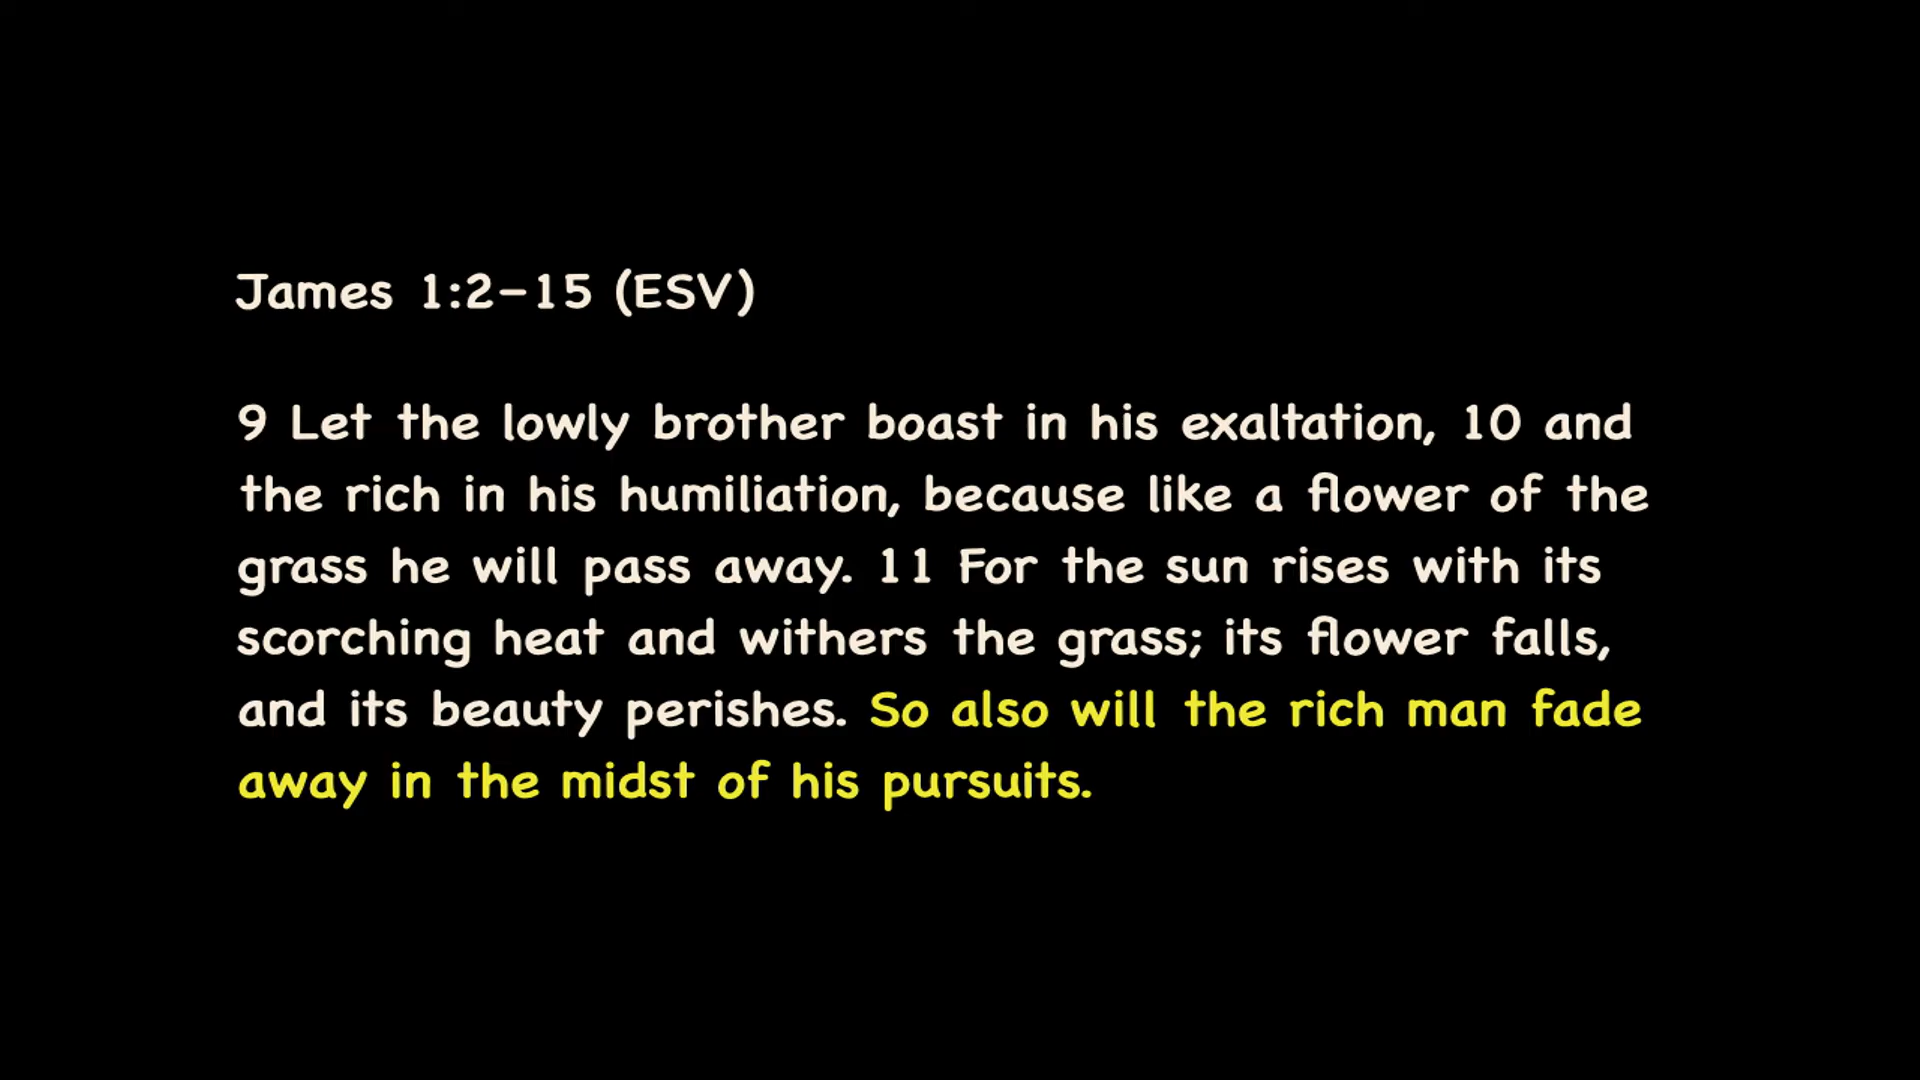 James 1:2–15 (ESV)
9 Let the lowly brother boast in his exaltation, 10 and
the rich in his humiliation, because like a flower of the
grass he will pass away. 11 For the sun rises with its
scorching heat and withers the grass; its flower falls,
and its beauty perishes. So also will the rich man fade
away in the midst of his pursuits.